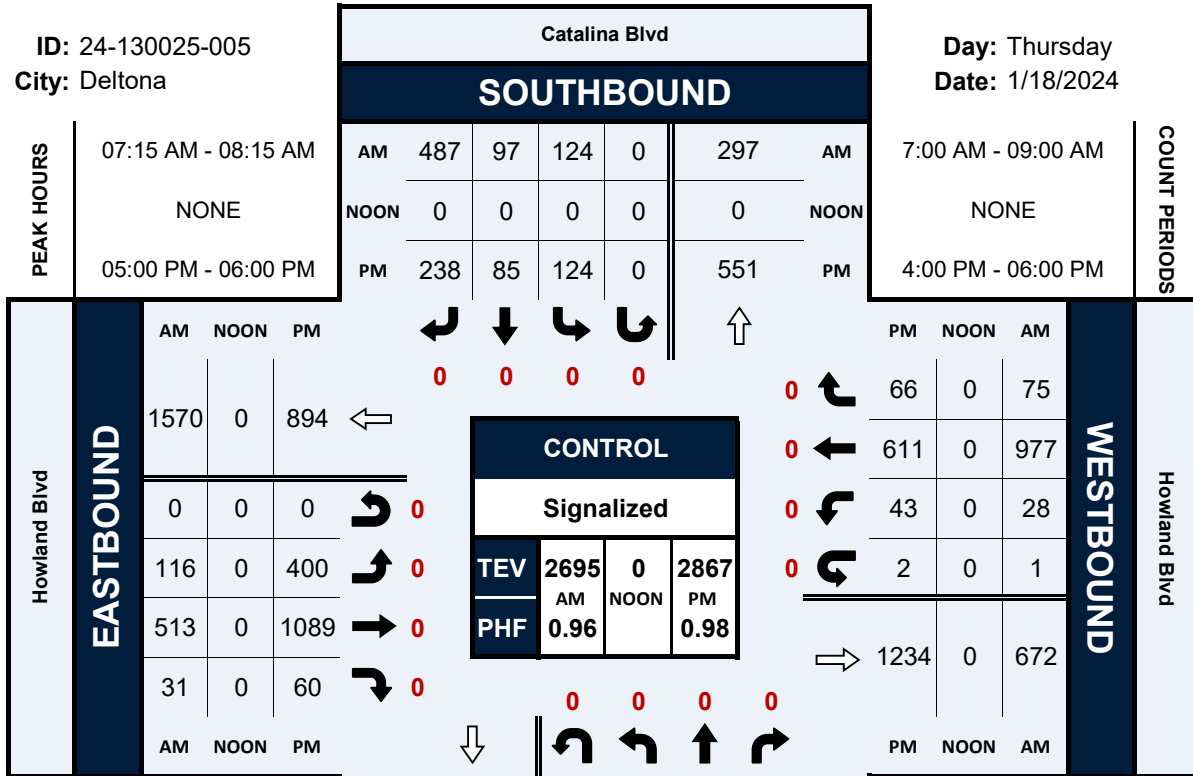 Catalina Blvd
ID: 24-130025-005
Day: Thursday
City: Deltona
Date: 1/18/2024
SOUTHBOUND
PEAK HOURS
07:15 AM - 08:15 AM
AM 487 97 124 0 297 AM
7:00 AM - 09:00 AM
COUNT PERIODS
NONE
NOON 0 0 0 0 0 NOON
NONE
05:00 PM - 06:00 PM
PM 238 85 124 0 551 PM
4:00 PM - 06:00 PM
Howland Blvd
EASTBOUND
AM NOON PM
1570 0 894
0 0 0 0
116 0 400 0
513 0 1089 0
31 0 60 0
AM NOON PM
0 0 0 0
CONTROL
Signalized
TEV 2695 0 2867
AM NOON PM
PHF 0.96 0.98
0 0 0 0
PM NOON AM
0 66 0 75
0 611 0 977
0 43 0 28
0 2 0 1
1234 0 672
PM NOON AM
WESTBOUND
Howland Blvd